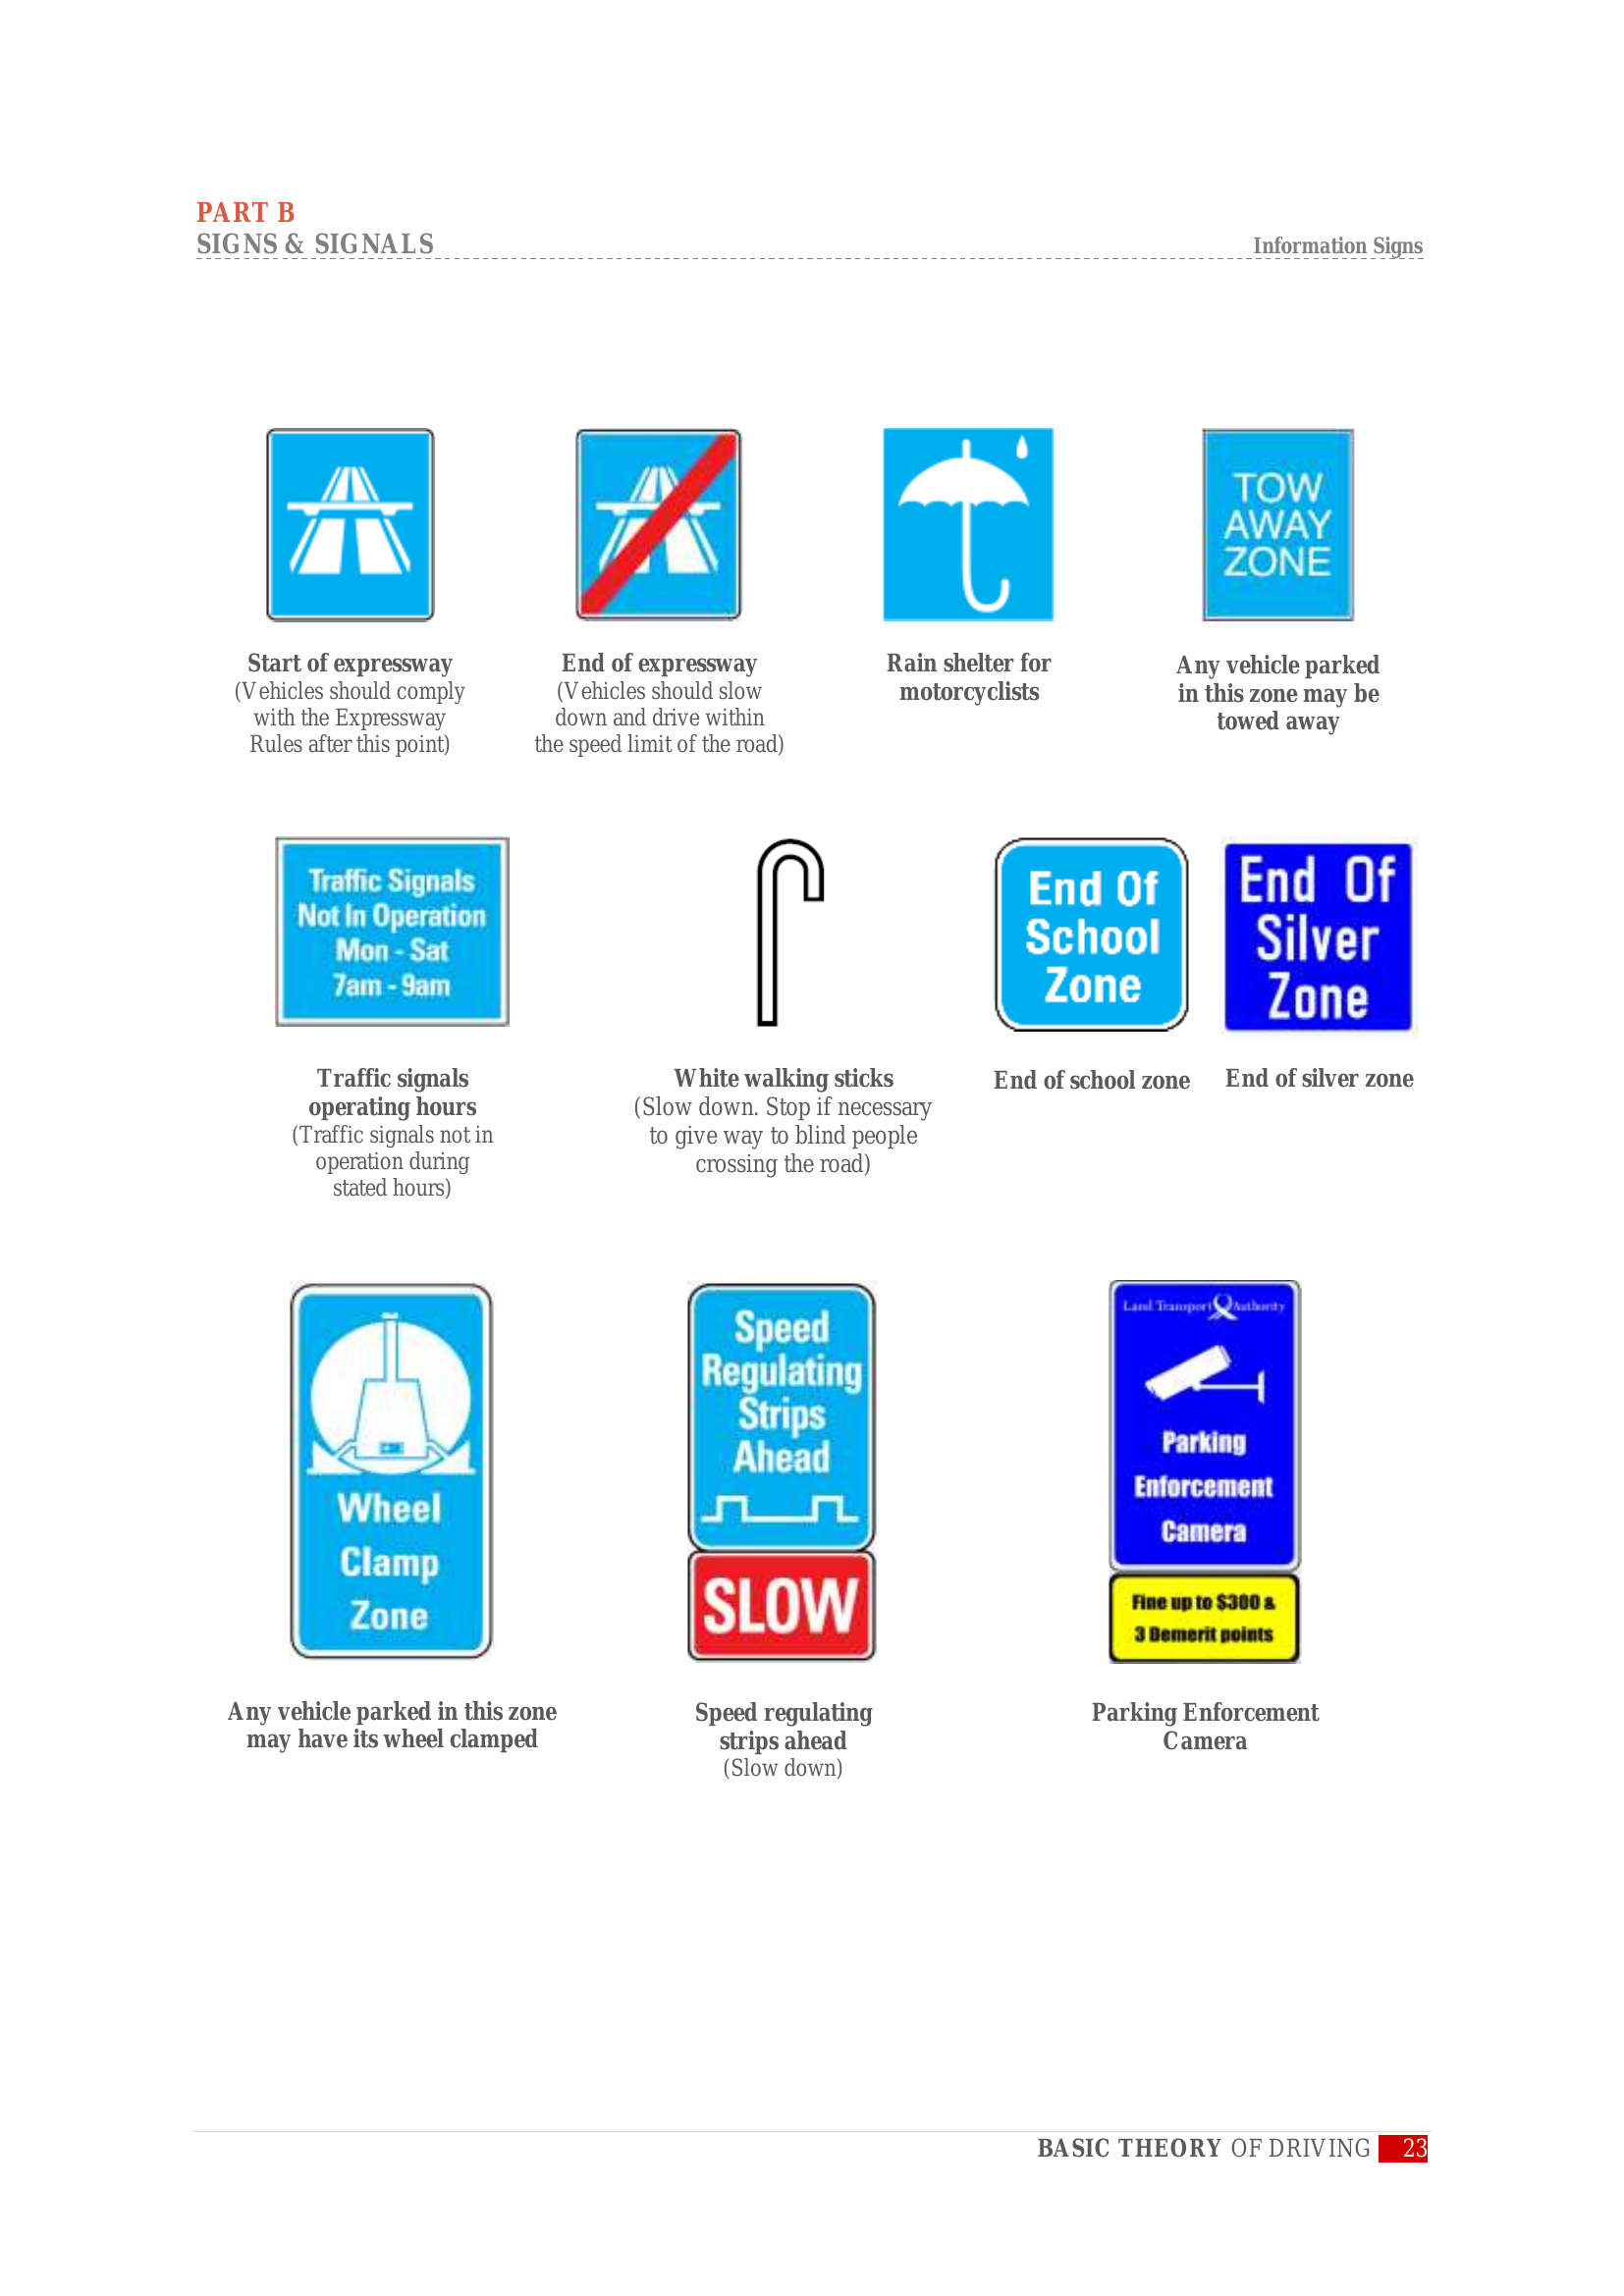 PART B
SIGNS & SIGNALS
Information Signs
TOW
AWAY
ZONE
Start of expressway
(Vehicles should comply
with the Expressway
Rules after this point)
End of expressway
(Vehicles should slow
down and drive within
the speed limit of the road)
Rain shelter for
motorcyclists
Any vehicle parked
in this zone may be
towed away
Traffic Signals
Not In Operation
Mon - Sat
7am - 9am
End Of
School
Zone
End Of
Silver
Zone
Traffic signals
operating hours
(Traffic signals not in
operation during
stated hours)
White walking sticks
(Slow down. Stop if necessary
to give way to blind people
crossing the road)
End of school zone
End of silver zone
Wheel
Clamp
Zone
Speed
Regulating
Strips
Ahead
SLOW
Land Transport Authority
Parking
Enforcement
Camera
Fine up to $300 &
3 Demerit points
Any vehicle parked in this zone
may have its wheel clamped
Speed regulating
strips ahead
(Slow down)
Parking Enforcement
Camera
BASIC THEORY OF DRIVING 23